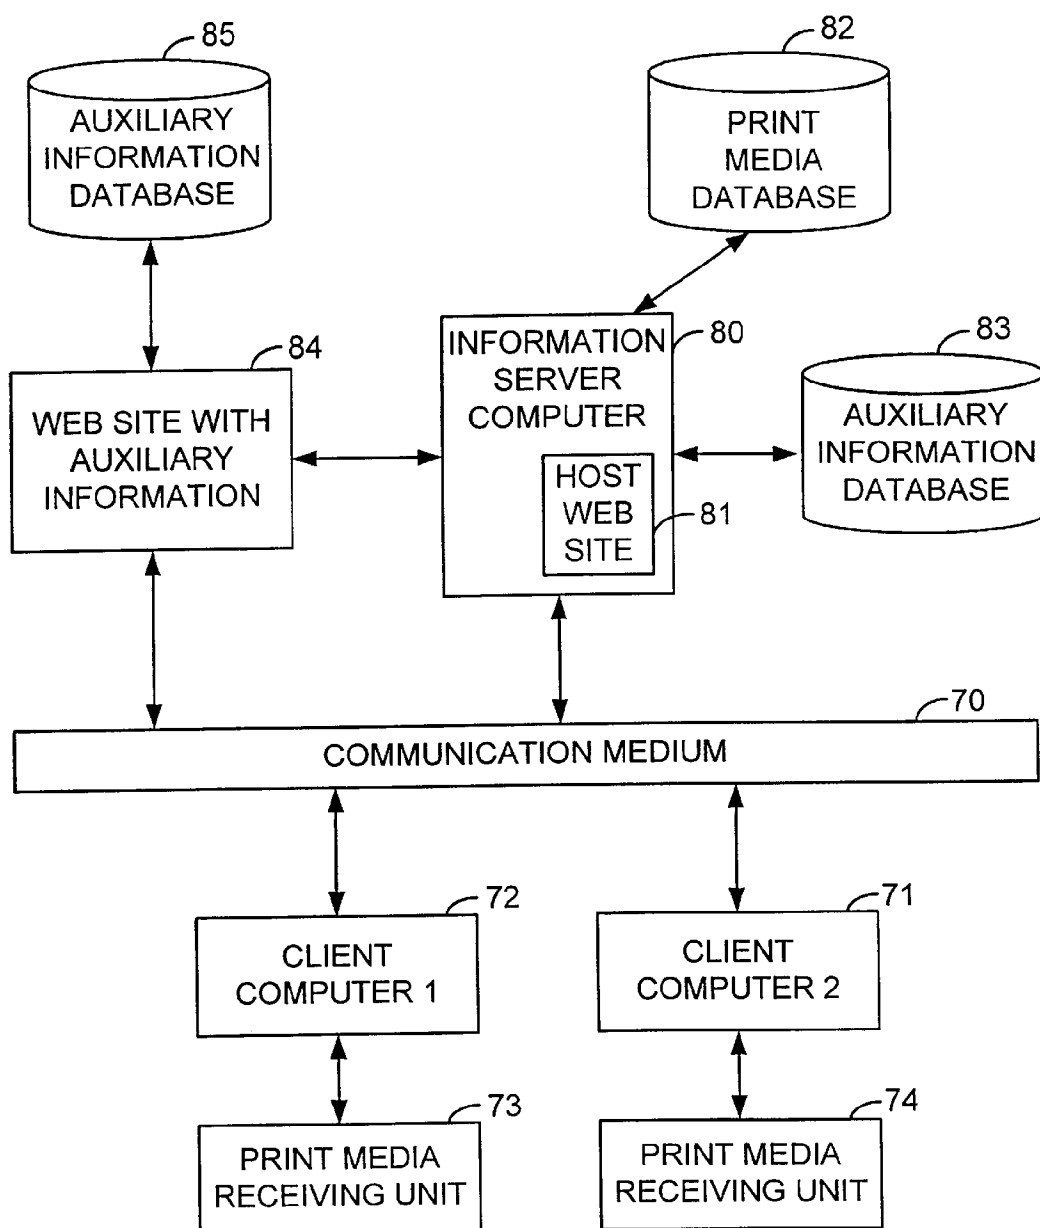 85
AUXILIARY
INFORMATION
DATABASE
82
PRINT
MEDIA
DATABASE
84
WEB SITE WITH
AUXILIARY
INFORMATION
80
INFORMATION
SERVER
COMPUTER
HOST
WEB
SITE
81
83
AUXILIARY
INFORMATION
DATABASE
70
COMMUNICATION MEDIUM
72
CLIENT
COMPUTER 1
71
CLIENT
COMPUTER 2
73
PRINT MEDIA
RECEIVING UNIT
74
PRINT MEDIA
RECEIVING UNIT